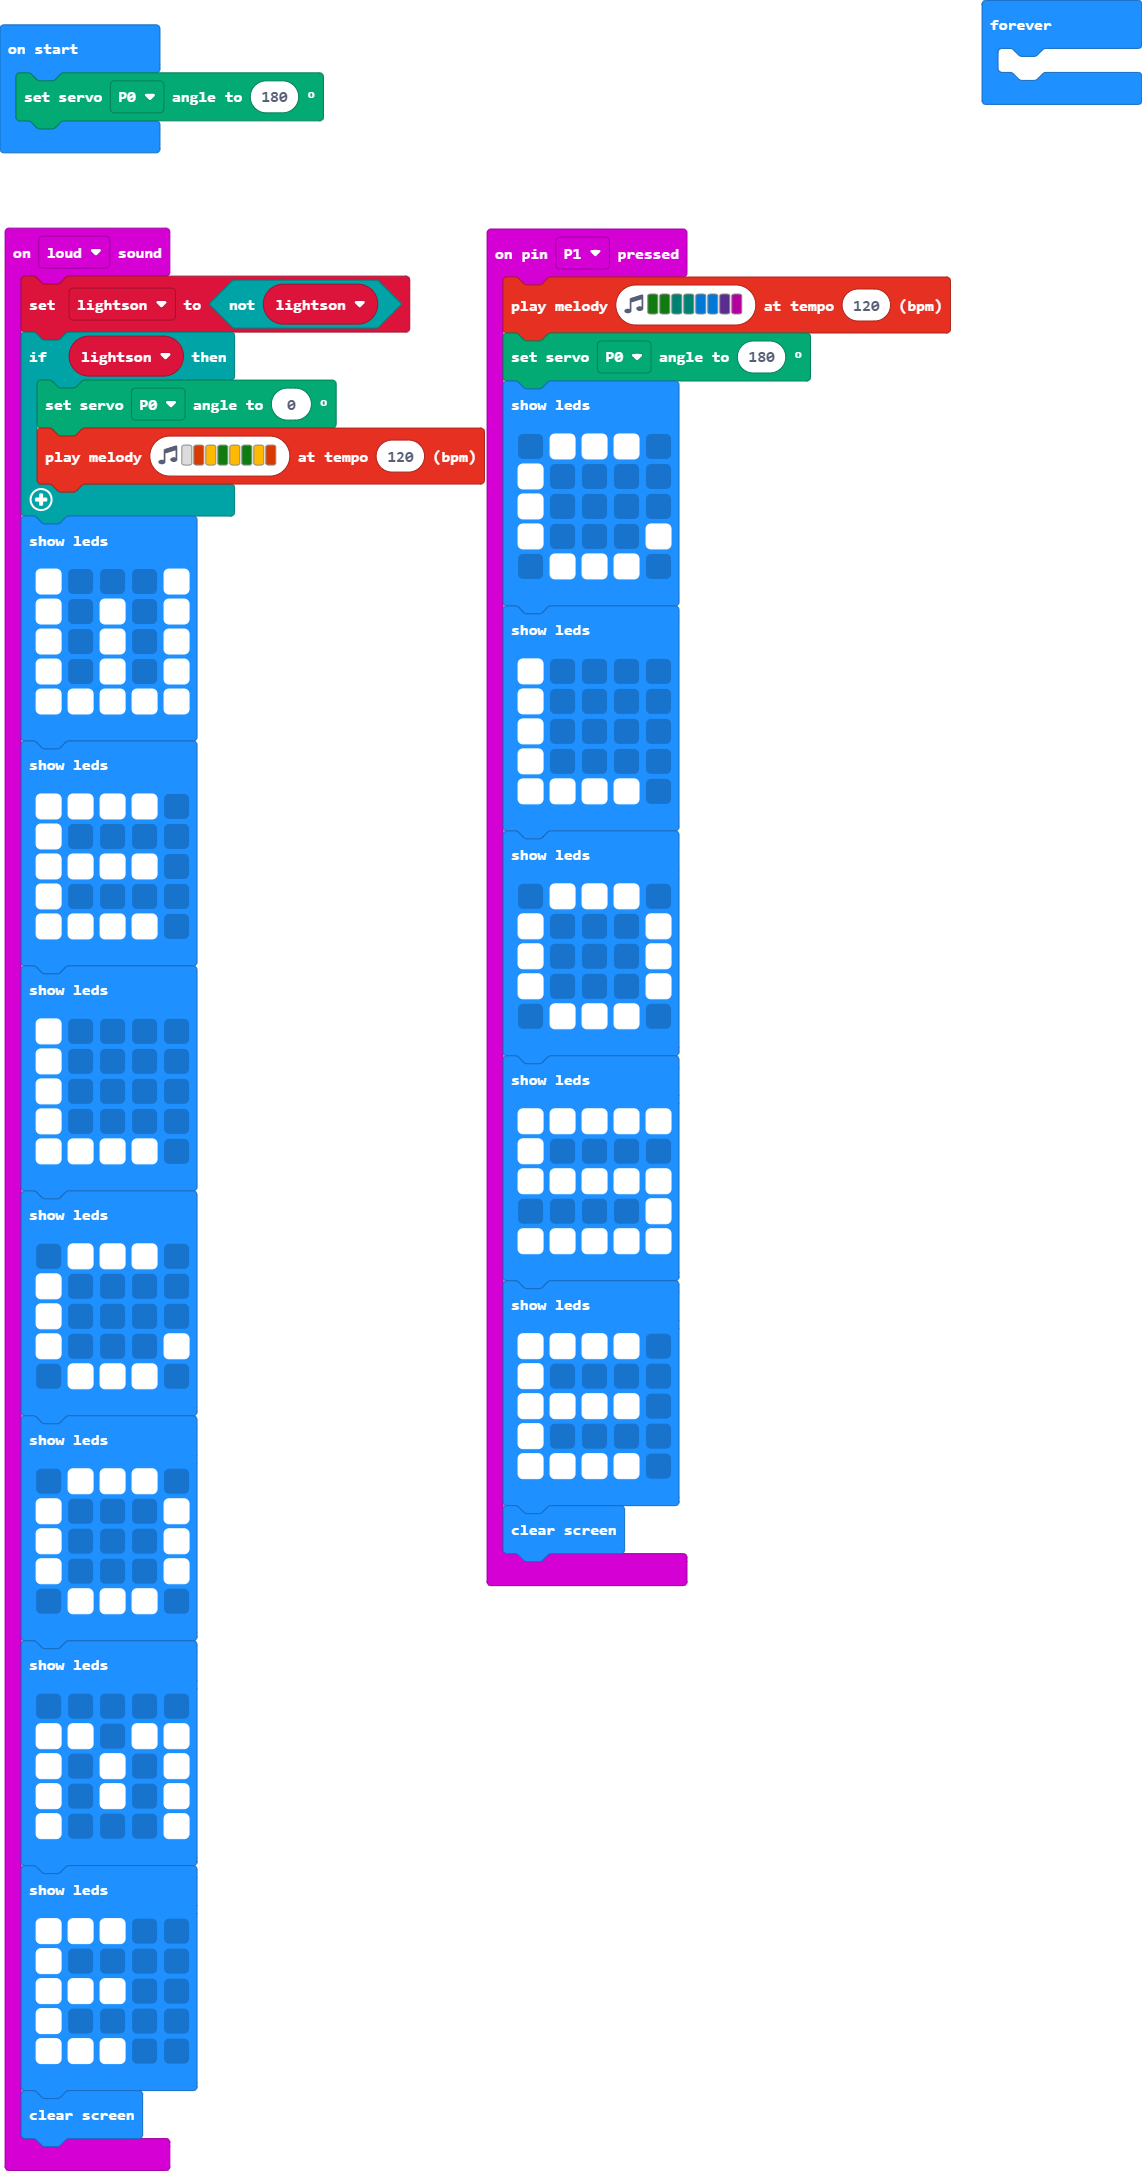 on start
set servo P0 angle to 180 °
forever
on loud sound
set lightson to not lightson
if lightson then
set servo P0 angle to 0 °
play melody at tempo 120 (bpm)
show leds
show leds
show leds
show leds
show leds
show leds
show leds
clear screen
on pin P1 pressed
play melody at tempo 120 (bpm)
set servo P0 angle to 180 °
show leds
show leds
show leds
show leds
show leds
clear screen